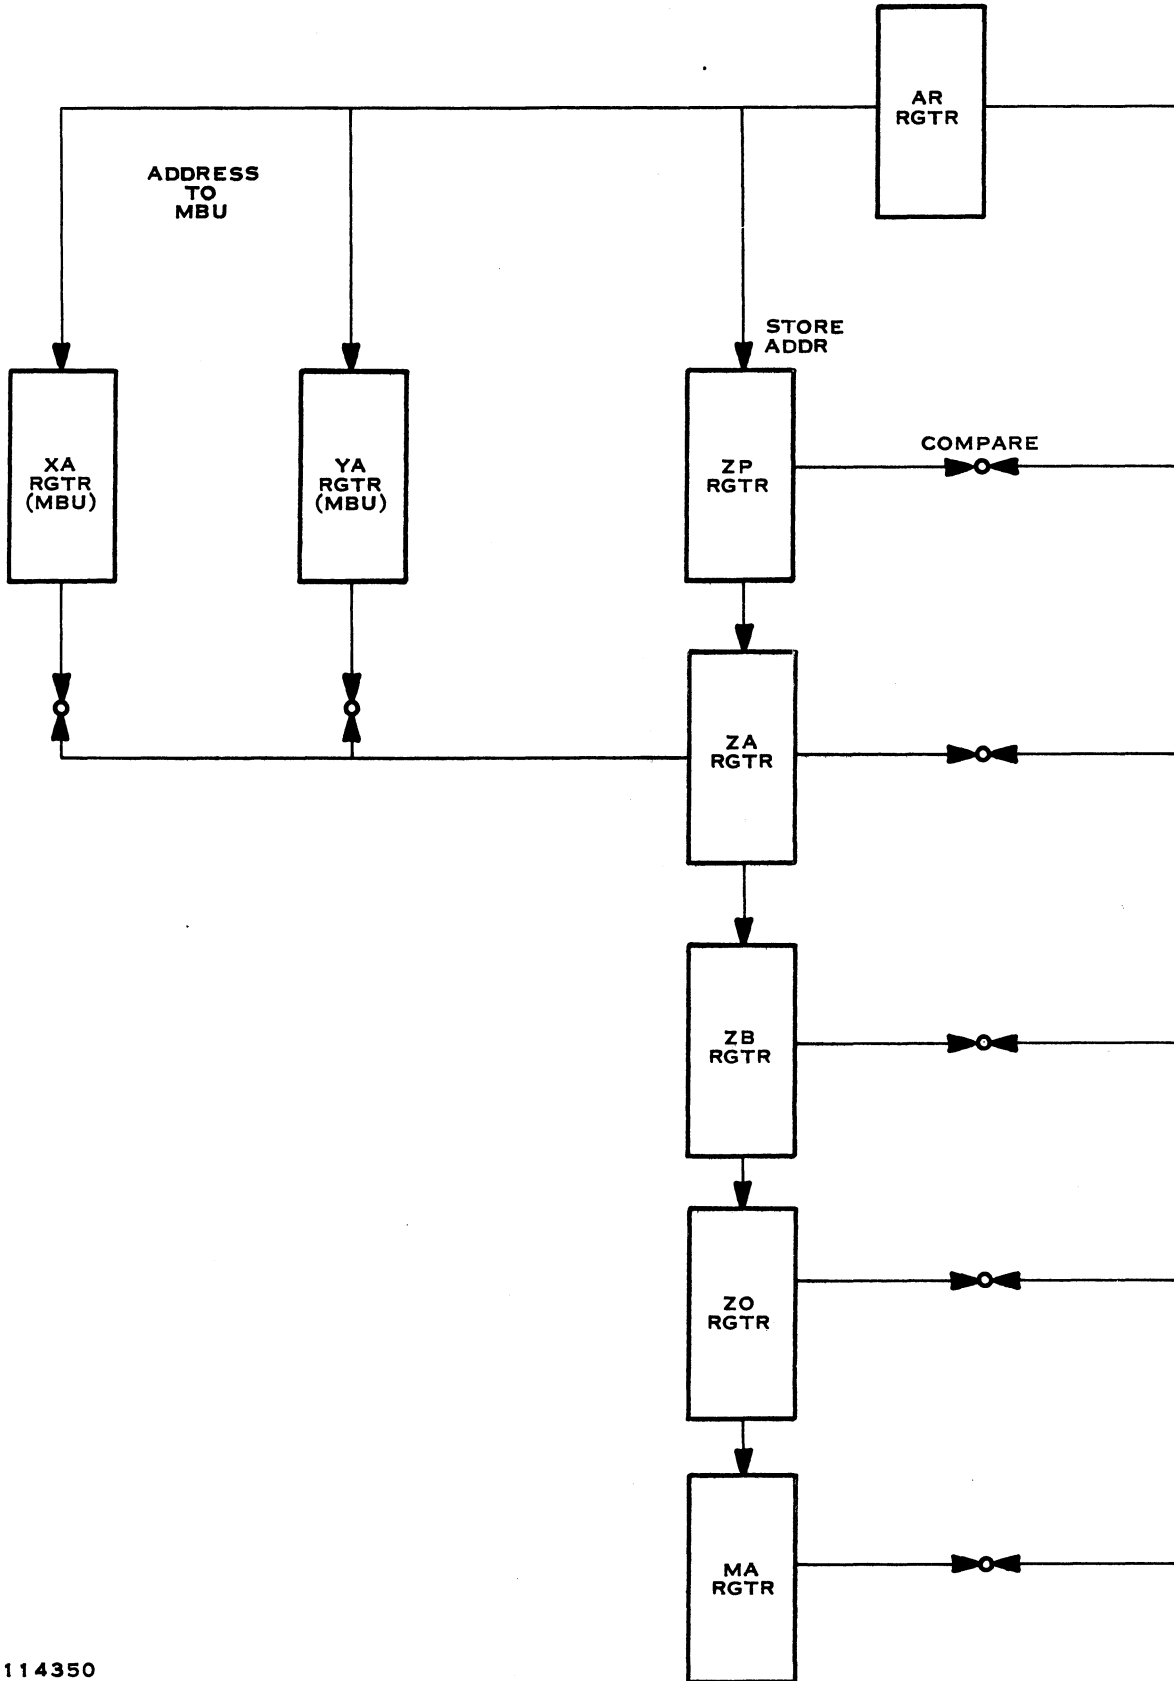 AR
RGTR
ADDRESS
TO
MBU
STORE
ADDR
XA
RGTR
(MBU)
YA
RGTR
(MBU)
ZP
RGTR
COMPARE
ZA
RGTR
ZB
RGTR
ZO
RGTR
MA
RGTR
114350